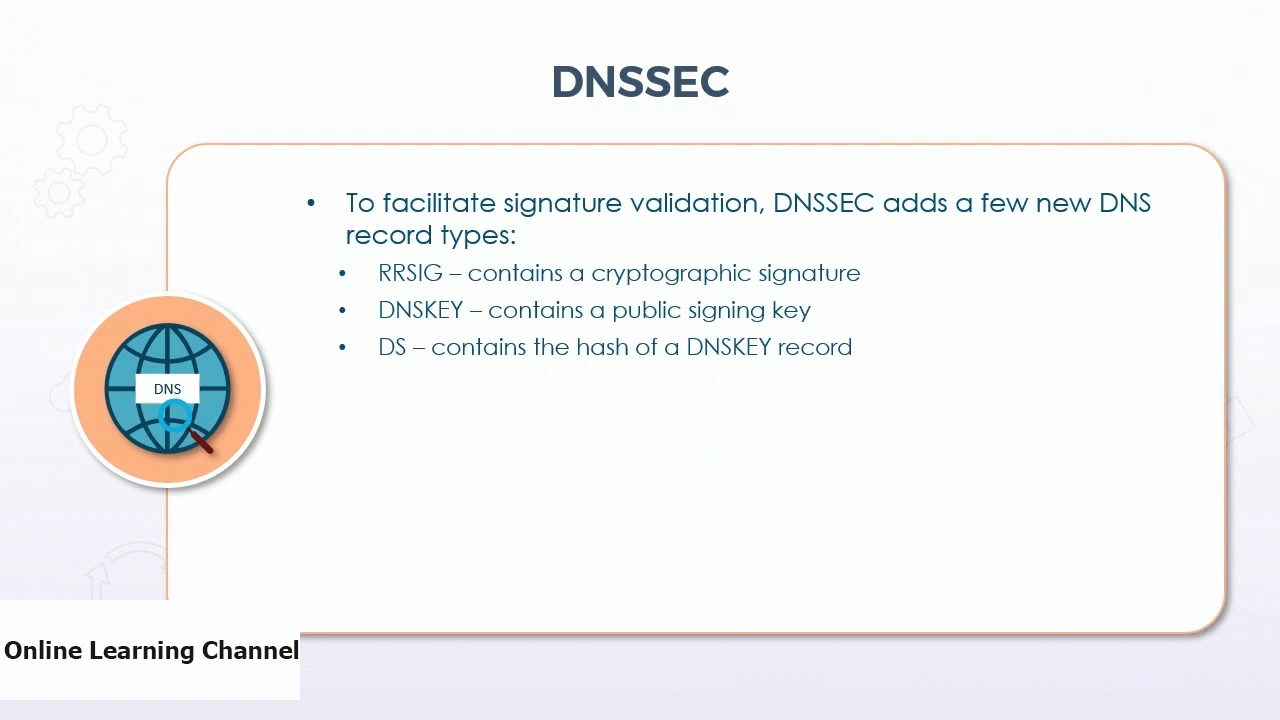 DNSSEC
• To facilitate signature validation, DNSSEC adds a few new DNS
record types:
• RRSIG – contains a cryptographic signature
• DNSKEY – contains a public signing key
• DS – contains the hash of a DNSKEY record
DNS
Online Learning Channel